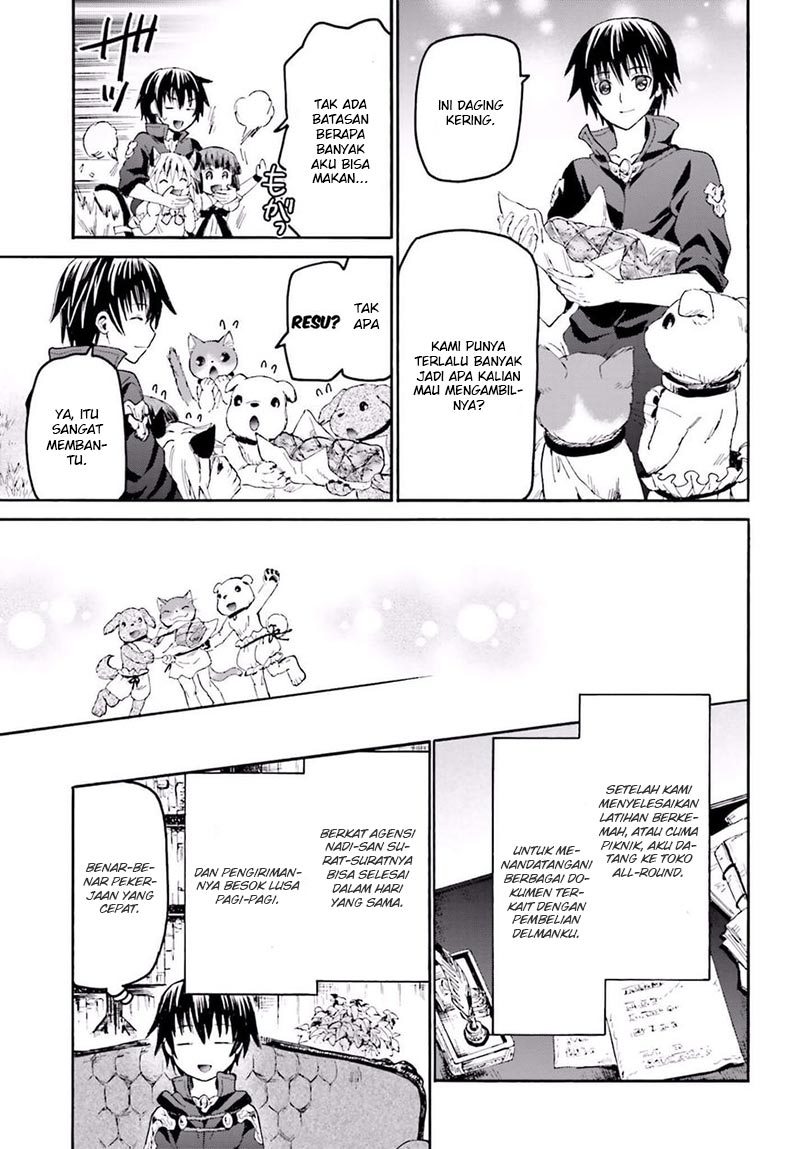 INI DAGING
KERING.
KAMI PUNYA
TERLALU BANYAK
JADI APA KALIAN
MAU MENGAMBIL-
NYA?
TAK ADA
BATASAN
BERAPA
BANYAK
AKU BISA
MAKAN...
もがっ
TAK
APA
RESU?
YA, ITU
SANGAT
MEMBAN-
TU.
SETELAH KAMI
MENYELESAIKAN
LATIHAN BERKE-
MAH, ATAU CUMA
PIKNIK, AKU DA-
TANG KE TOKO
ALL-ROUND.
UNTUK ME-
NANDATANGANI
BERBAGAI DO-
KUMEN TER-
KAIT DENGAN
PEMBELIAN
DELMANKU.
BERKAT AGENSI
NADI-SAN SU-
RAT-SURATNYA
BISA SELESAI
DALAM HARI
YANG SAMA.
DAN PENGIRIMAN-
NYA BESOK LUSA
PAGI-PAGI.
BENAR-BE-
NAR PEKER-
JAAN YANG
CEPAT.